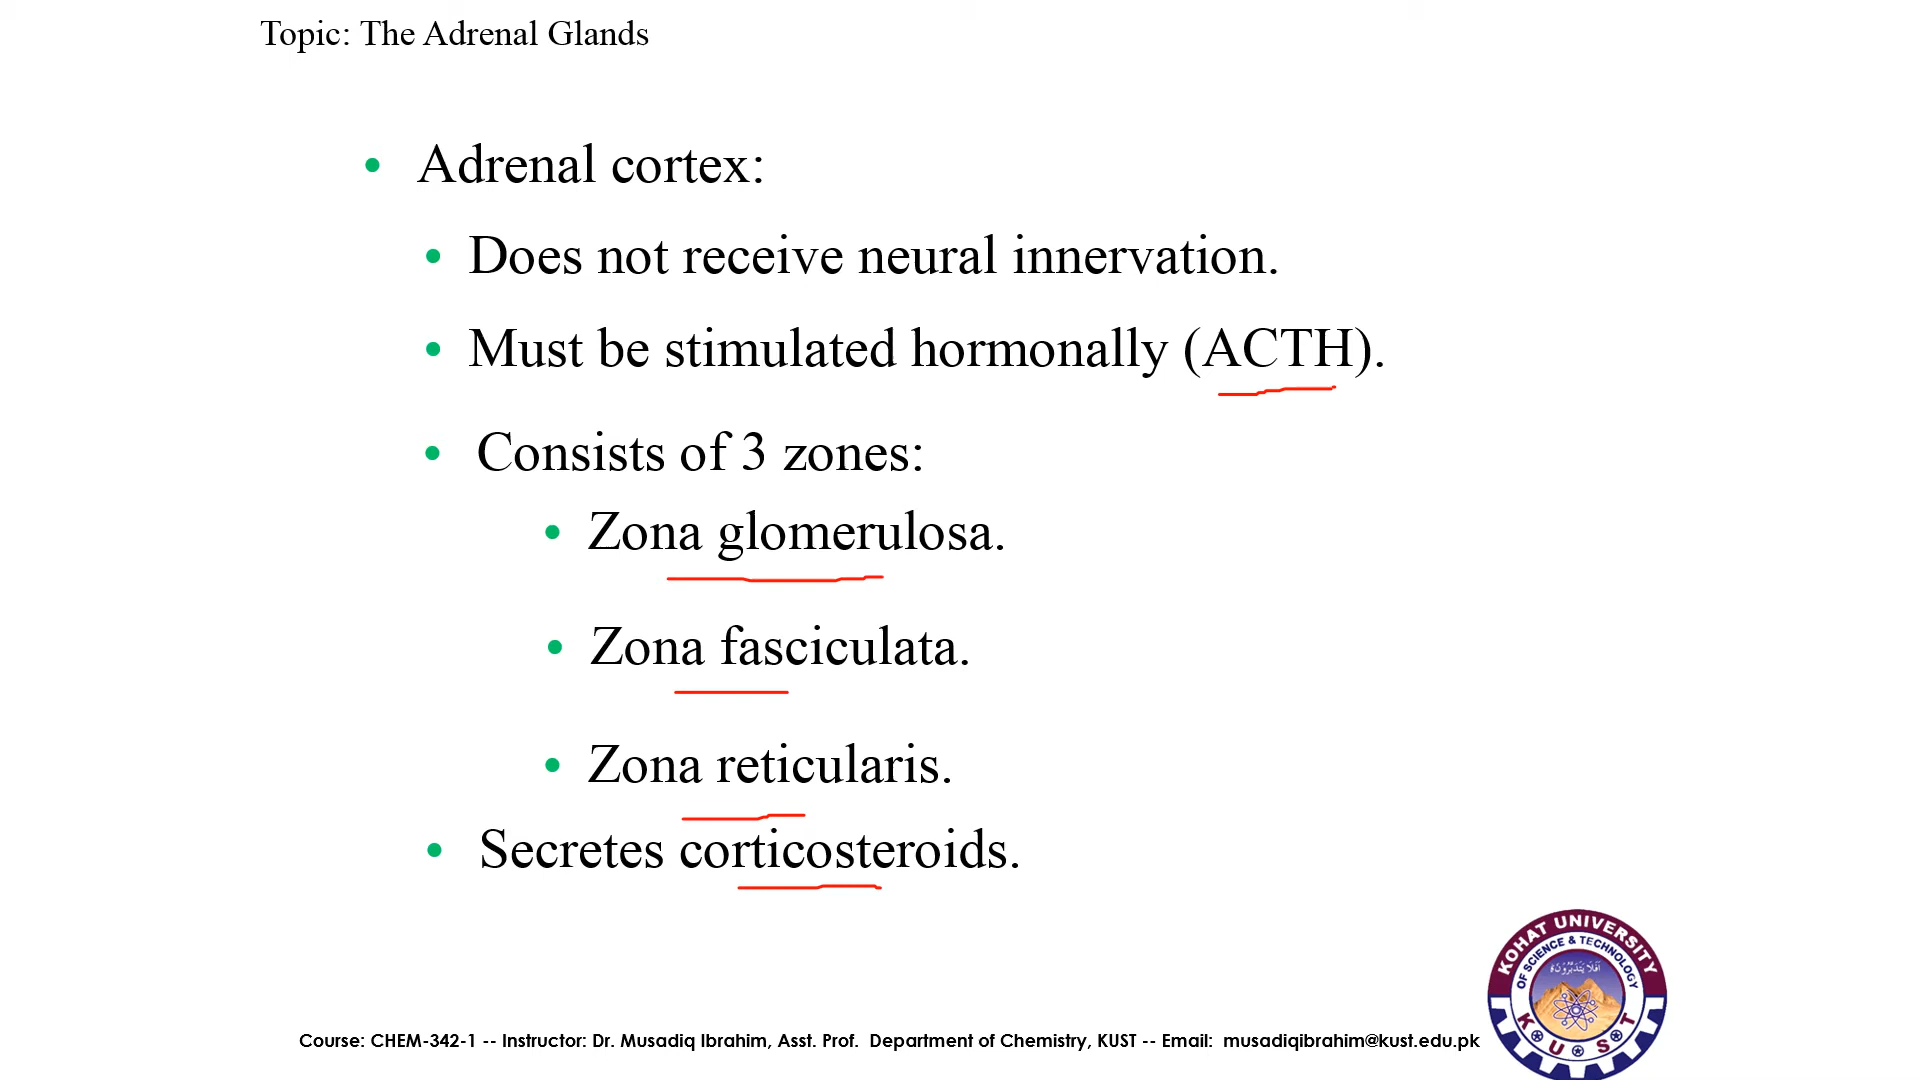 Topic: The Adrenal Glands
• Adrenal cortex:
• Does not receive neural innervation.
• Must be stimulated hormonally (ACTH).
• Consists of 3 zones:
• Zona glomerulosa.
• Zona fasciculata.
• Zona reticularis.
• Secretes corticosteroids.
KOHAT UNIVERSITY
OF SCIENCE & TECHNOLOGY
أفلا يتدبرون
K U S T
Course: CHEM-342-1 -- Instructor: Dr. Musadiq Ibrahim, Asst. Prof. Department of Chemistry, KUST -- Email: musadiqibrahim@kust.edu.pk